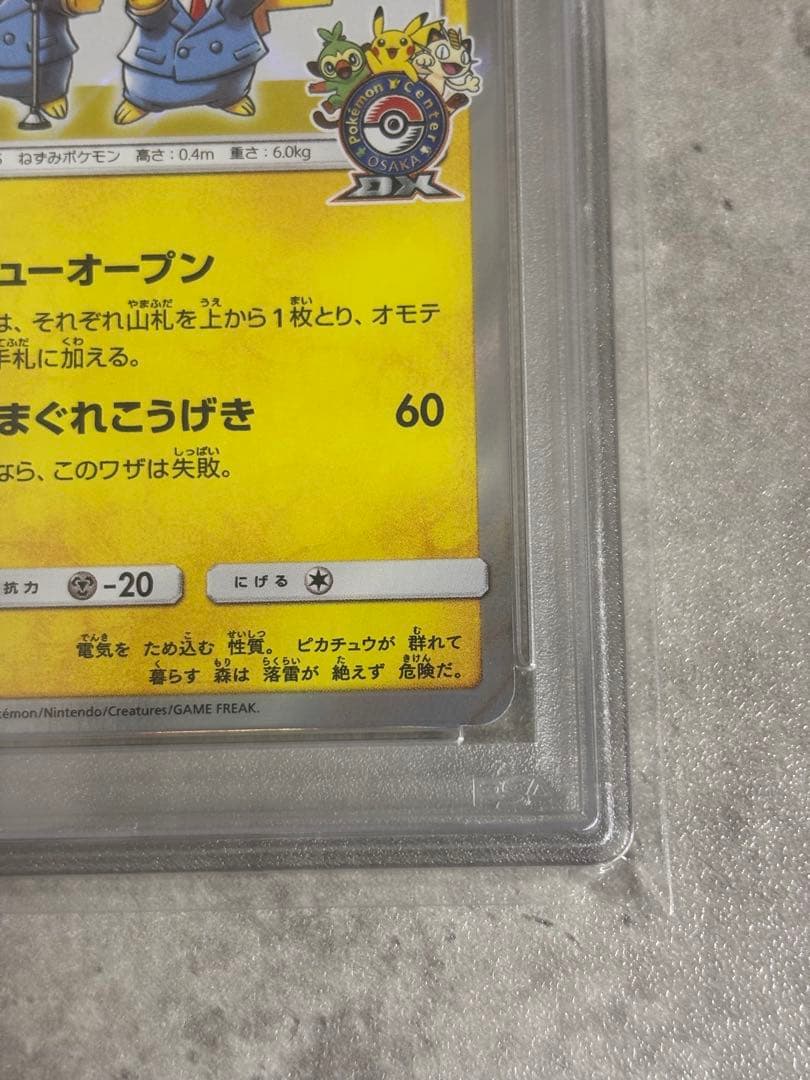 Pokémon Center
OSAKA
DX
ねずみポケモン 高さ:0.4m 重さ:6.0kg
ューオープン
は、それぞれ山札を上から1枚とり、オモテ
手札に加える。
まぐれこうげき 60
なら、このワザは失敗。
抗力 -20 にげる
電気を ため込む 性質。 ピカチュウが 群れて
暮らす 森は 落雷が 絶えず 危険だ。
kémon/Nintendo/Creatures/GAME FREAK.